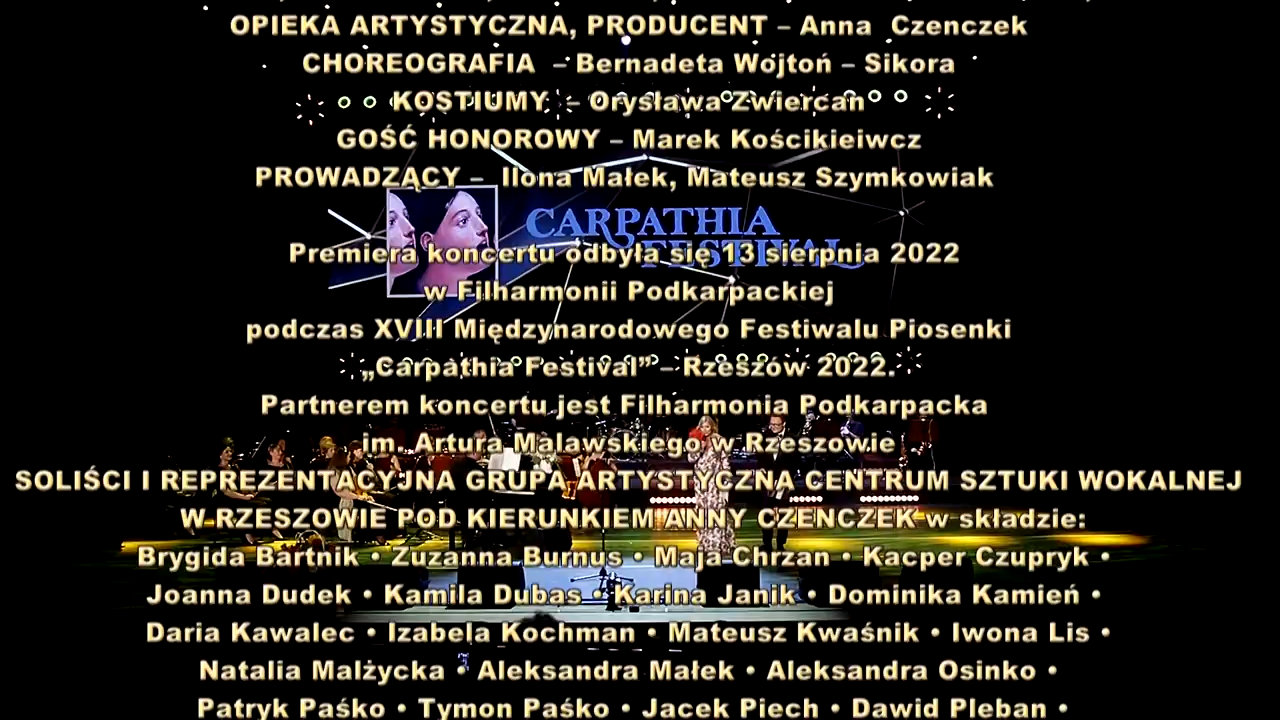 OPIEKA ARTYSTYCZNA, PRODUCENT – Anna Czenczek
CHOREOGRAFIA – Bernadeta Wojtoń – Sikora
KOSTIUMY – Orysława Zwiercan
GOŚĆ HONOROWY – Marek Kościkieiwcz
PROWADZĄCY – Ilona Małek, Mateusz Szymkowiak
CARPATHIA
FESTIVAL
Premiera koncertu odbyła się 13 sierpnia 2022
w Filharmonii Podkarpackiej
podczas XVIII Międzynarodowego Festiwalu Piosenki
„Carpathia Festival” – Rzeszów 2022.
Partnerem koncertu jest Filharmonia Podkarpacka
im. Artura Malawskiego w Rzeszowie
SOLIŚCI I REPREZENTACYJNA GRUPA ARTYSTYCZNA CENTRUM SZTUKI WOKALNEJ
W RZESZOWIE POD KIERUNKIEM ANNY CZENCZEK w składzie:
Brygida Bartnik • Zuzanna Burnus • Maja Chrzan • Kacper Czupryk •
Joanna Dudek • Kamila Dubas • Karina Janik • Dominika Kamień •
Daria Kawalec • Izabela Kochman • Mateusz Kwaśnik • Iwona Lis •
Natalia Malżycka • Aleksandra Małek • Aleksandra Osinko •
Patryk Paśko • Tymon Paśko • Jacek Piech • Dawid Pleban •